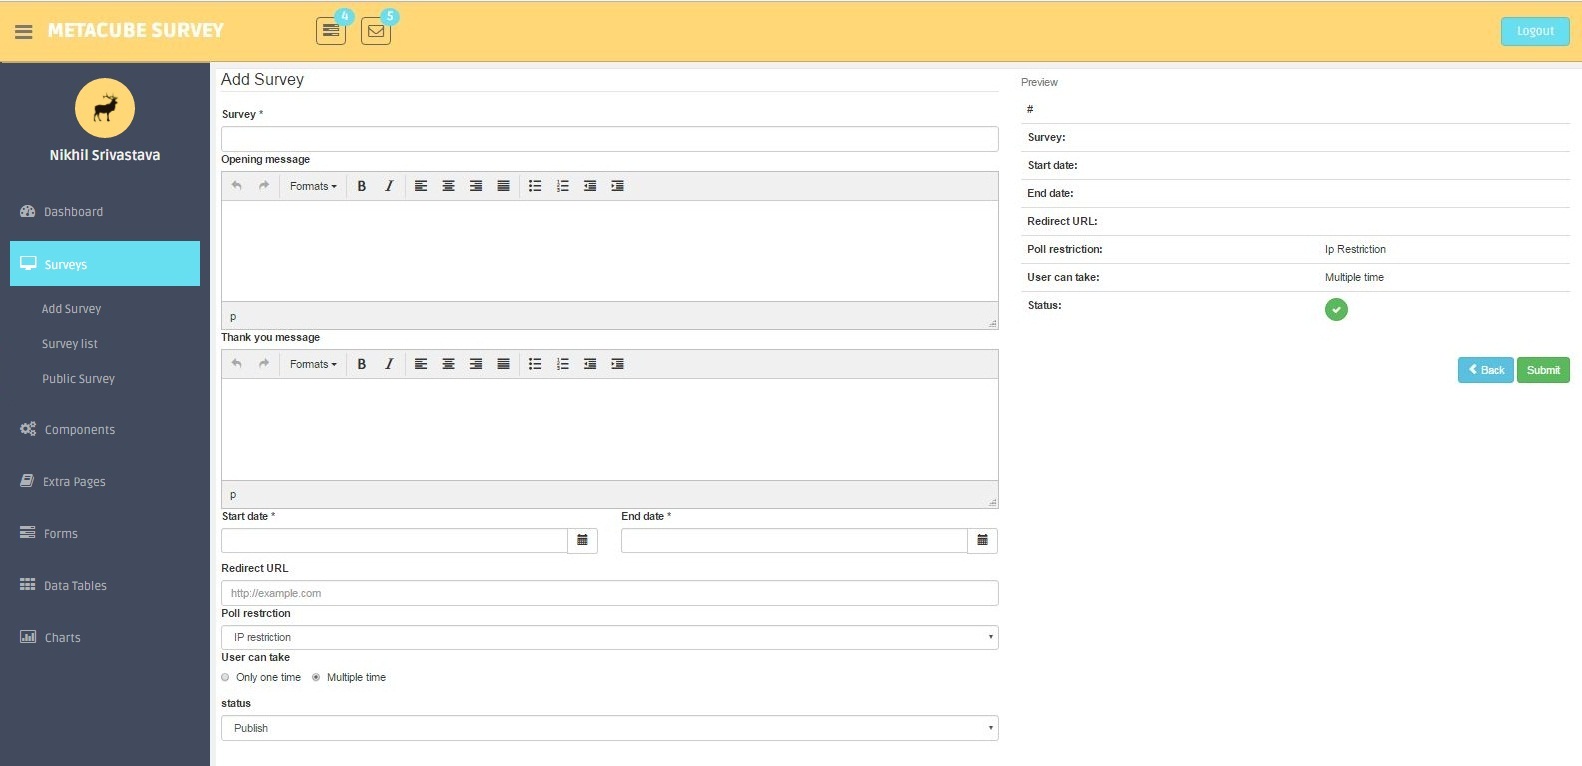 METACUBE SURVEY
4
5
Logout
Nikhil Srivastava
Dashboard
Surveys
Add Survey
Survey list
Public Survey
Components
Extra Pages
Forms
Data Tables
Charts
Add Survey
Survey *
Opening message
Formats
B
I
p
Thank you message
Formats
B
I
p
Start date *
End date *
Redirect URL
http://example.com
Poll restrction
IP restriction
User can take
Only one time
Multiple time
status
Publish
Preview
#
Survey:
Start date:
End date:
Redirect URL:
Poll restriction: Ip Restriction
User can take: Multiple time
Status:
Back
Submit